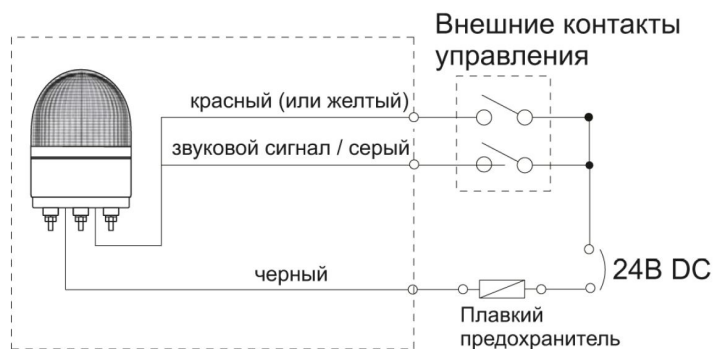 Внешние контакты
управления
красный (или желтый)
звуковой сигнал / серый
черный
24В DC
Плавкий
предохранитель